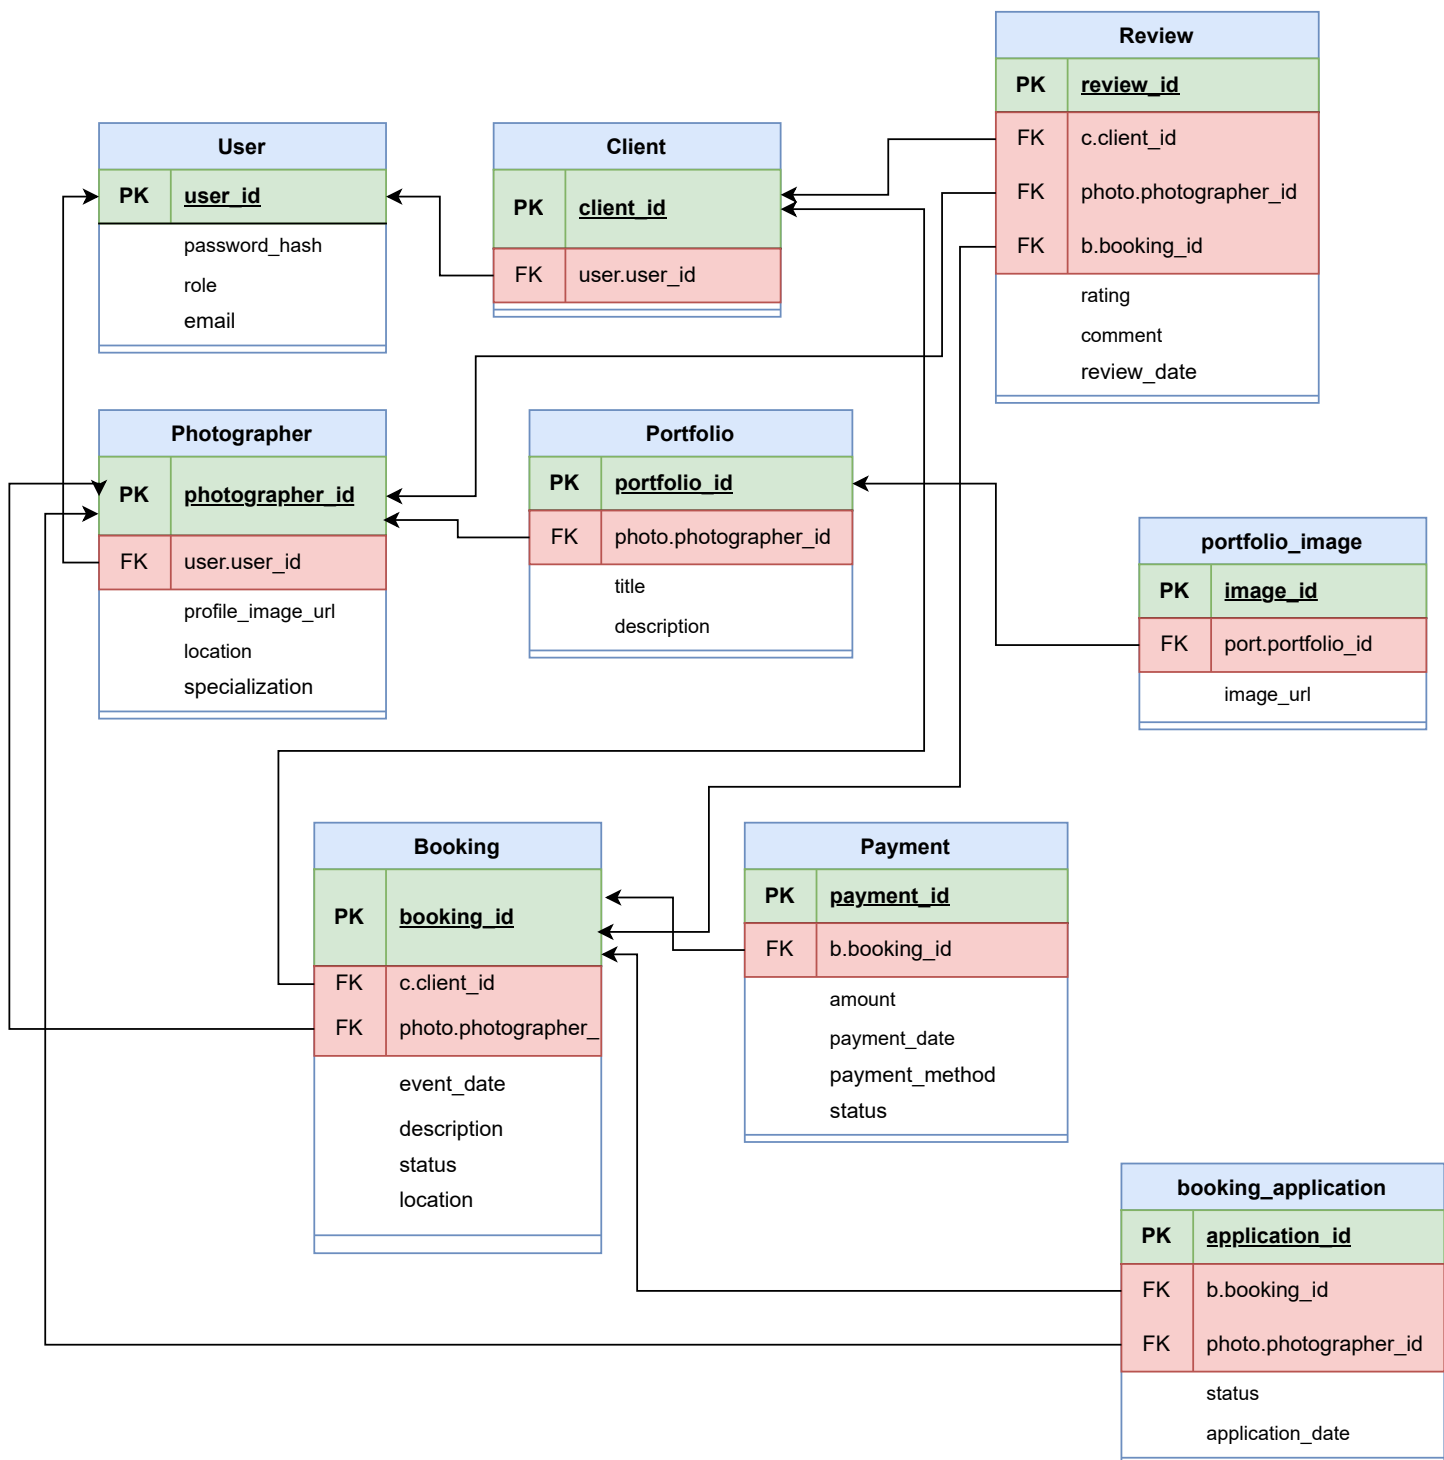 Review
PK review_id
FK c.client_id
FK photo.photographer_id
FK b.booking_id
rating
comment
review_date
User
PK user_id
password_hash
role
email
Client
PK client_id
FK user.user_id
Photographer
PK photographer_id
FK user.user_id
profile_image_url
location
specialization
Portfolio
PK portfolio_id
FK photo.photographer_id
title
description
portfolio_image
PK image_id
FK port.portfolio_id
image_url
Booking
PK booking_id
FK c.client_id
FK photo.photographer_
event_date
description
status
location
Payment
PK payment_id
FK b.booking_id
amount
payment_date
payment_method
status
booking_application
PK application_id
FK b.booking_id
FK photo.photographer_id
status
application_date